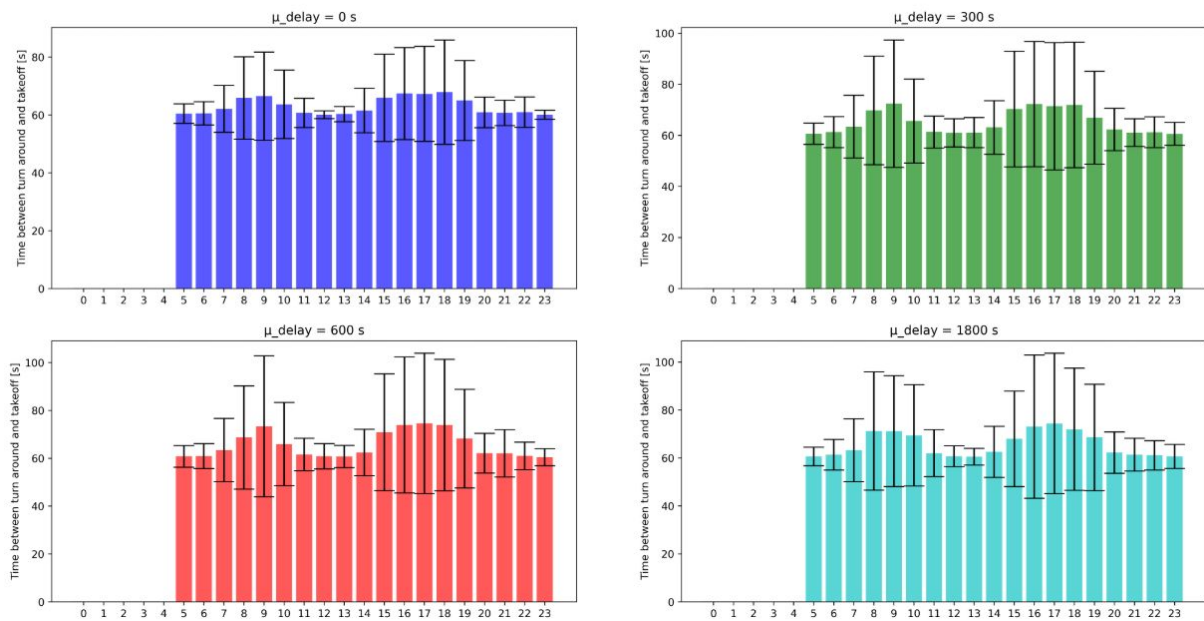 μ_delay = 0 s
Time between turn around and takeoff [s]
80
60
40
20
0
0 1 2 3 4 5 6 7 8 9 10 11 12 13 14 15 16 17 18 19 20 21 22 23
μ_delay = 300 s
Time between turn around and takeoff [s]
100
80
60
40
20
0
0 1 2 3 4 5 6 7 8 9 10 11 12 13 14 15 16 17 18 19 20 21 22 23
μ_delay = 600 s
Time between turn around and takeoff [s]
100
80
60
40
20
0
0 1 2 3 4 5 6 7 8 9 10 11 12 13 14 15 16 17 18 19 20 21 22 23
μ_delay = 1800 s
Time between turn around and takeoff [s]
100
80
60
40
20
0
0 1 2 3 4 5 6 7 8 9 10 11 12 13 14 15 16 17 18 19 20 21 22 23